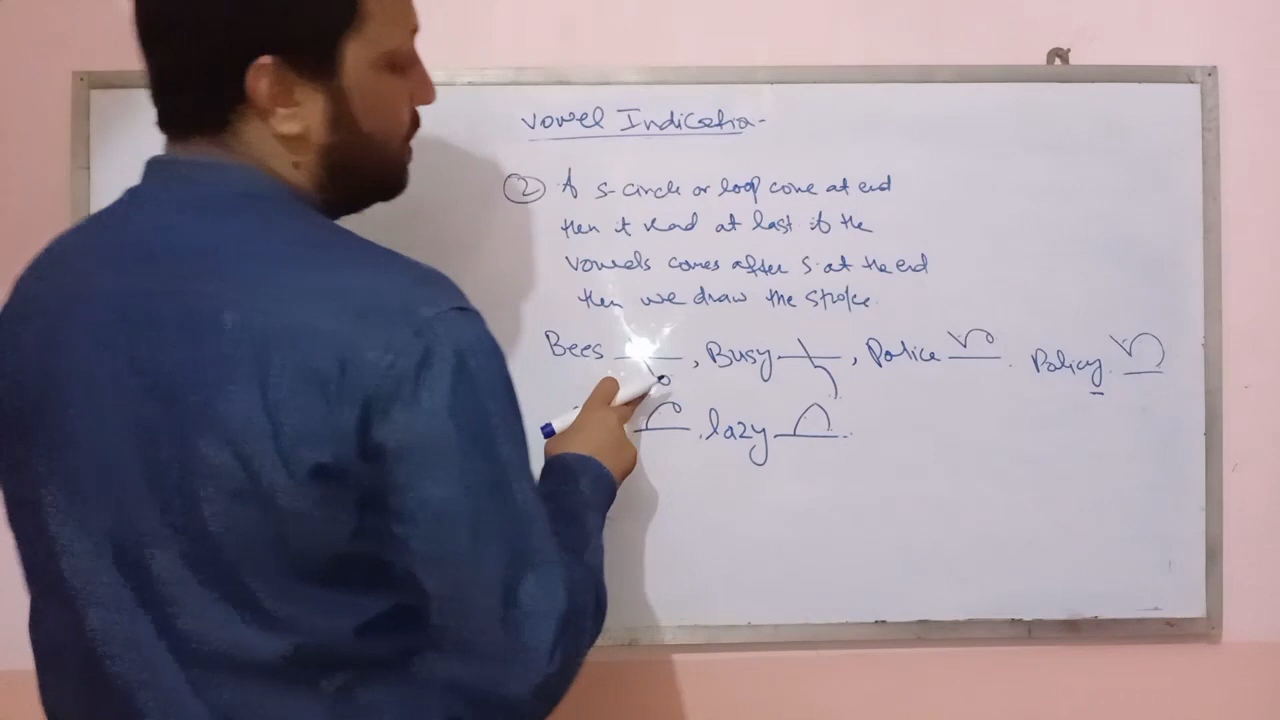 Vowel Indication
② A s-circle or loop come at end
then it read at last if the
vowels comes after s at the end
then we draw the stroke.
Bees , Busy , Police . Policy.
. lazy .